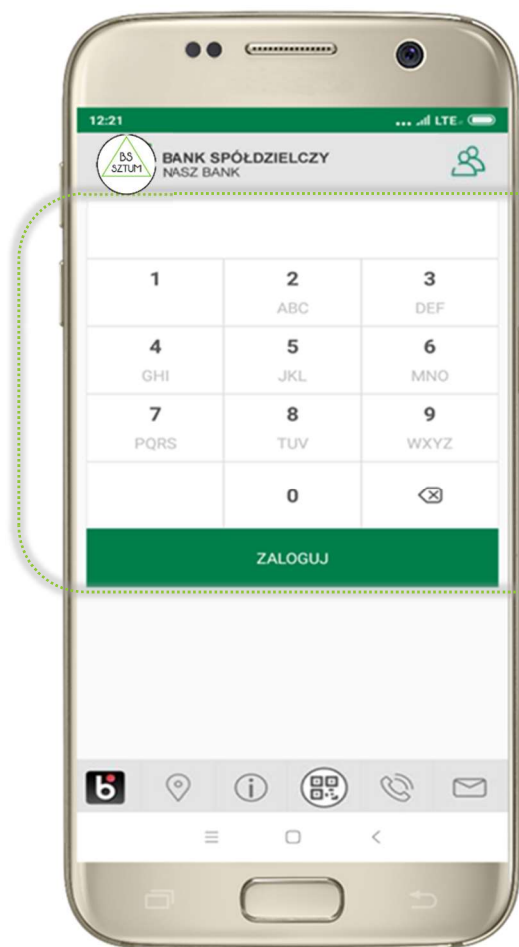 12:21 ... LTE
BS
SZTUM
BANK SPÓŁDZIELCZY
NASZ BANK
1 2 3
ABC DEF
4 5 6
GHI JKL MNO
7 8 9
PQRS TUV WXYZ
0
ZALOGUJ
b